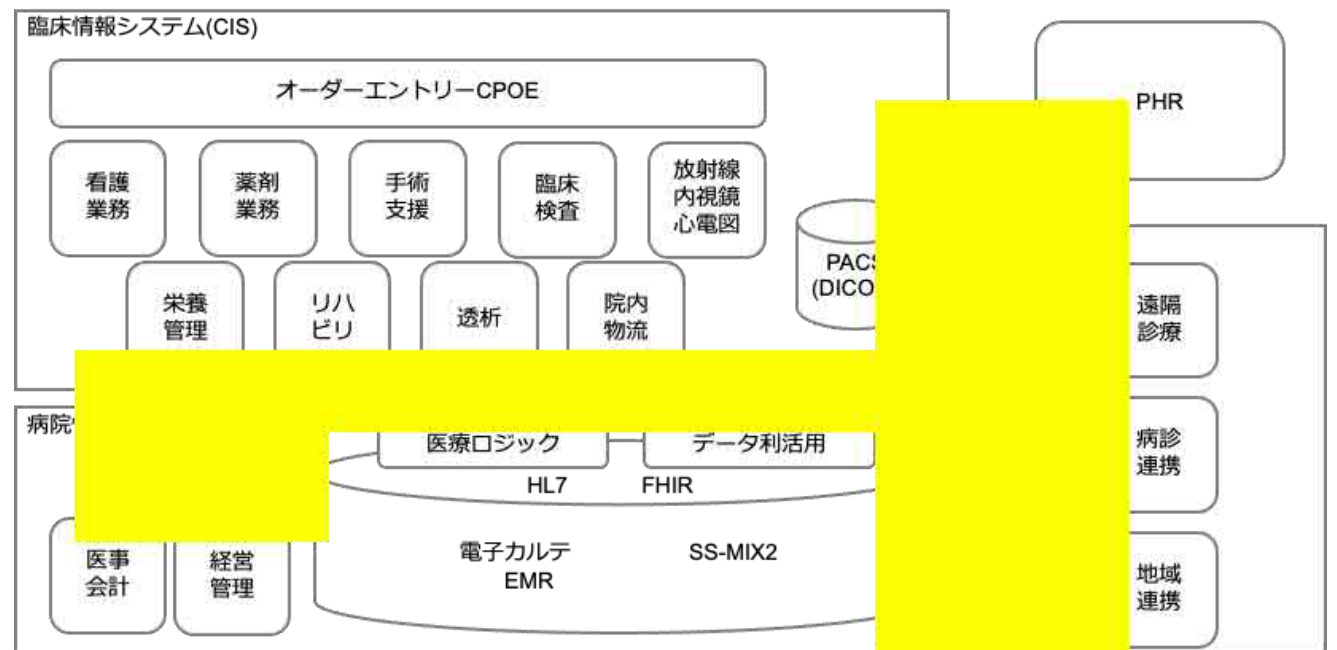 臨床情報システム(CIS)
オーダーエントリーCPOE
PHR
看護
業務
薬剤
業務
手術
支援
臨床
検査
放射線
内視鏡
心電図
PACS
(DICO
栄養
管理
リハ
ビリ
透析
院内
物流
遠隔
診療
病院
医療ロジック
データ利活用
病診
連携
HL7
FHIR
医事
会計
経営
管理
電子カルテ
EMR
SS-MIX2
地域
連携